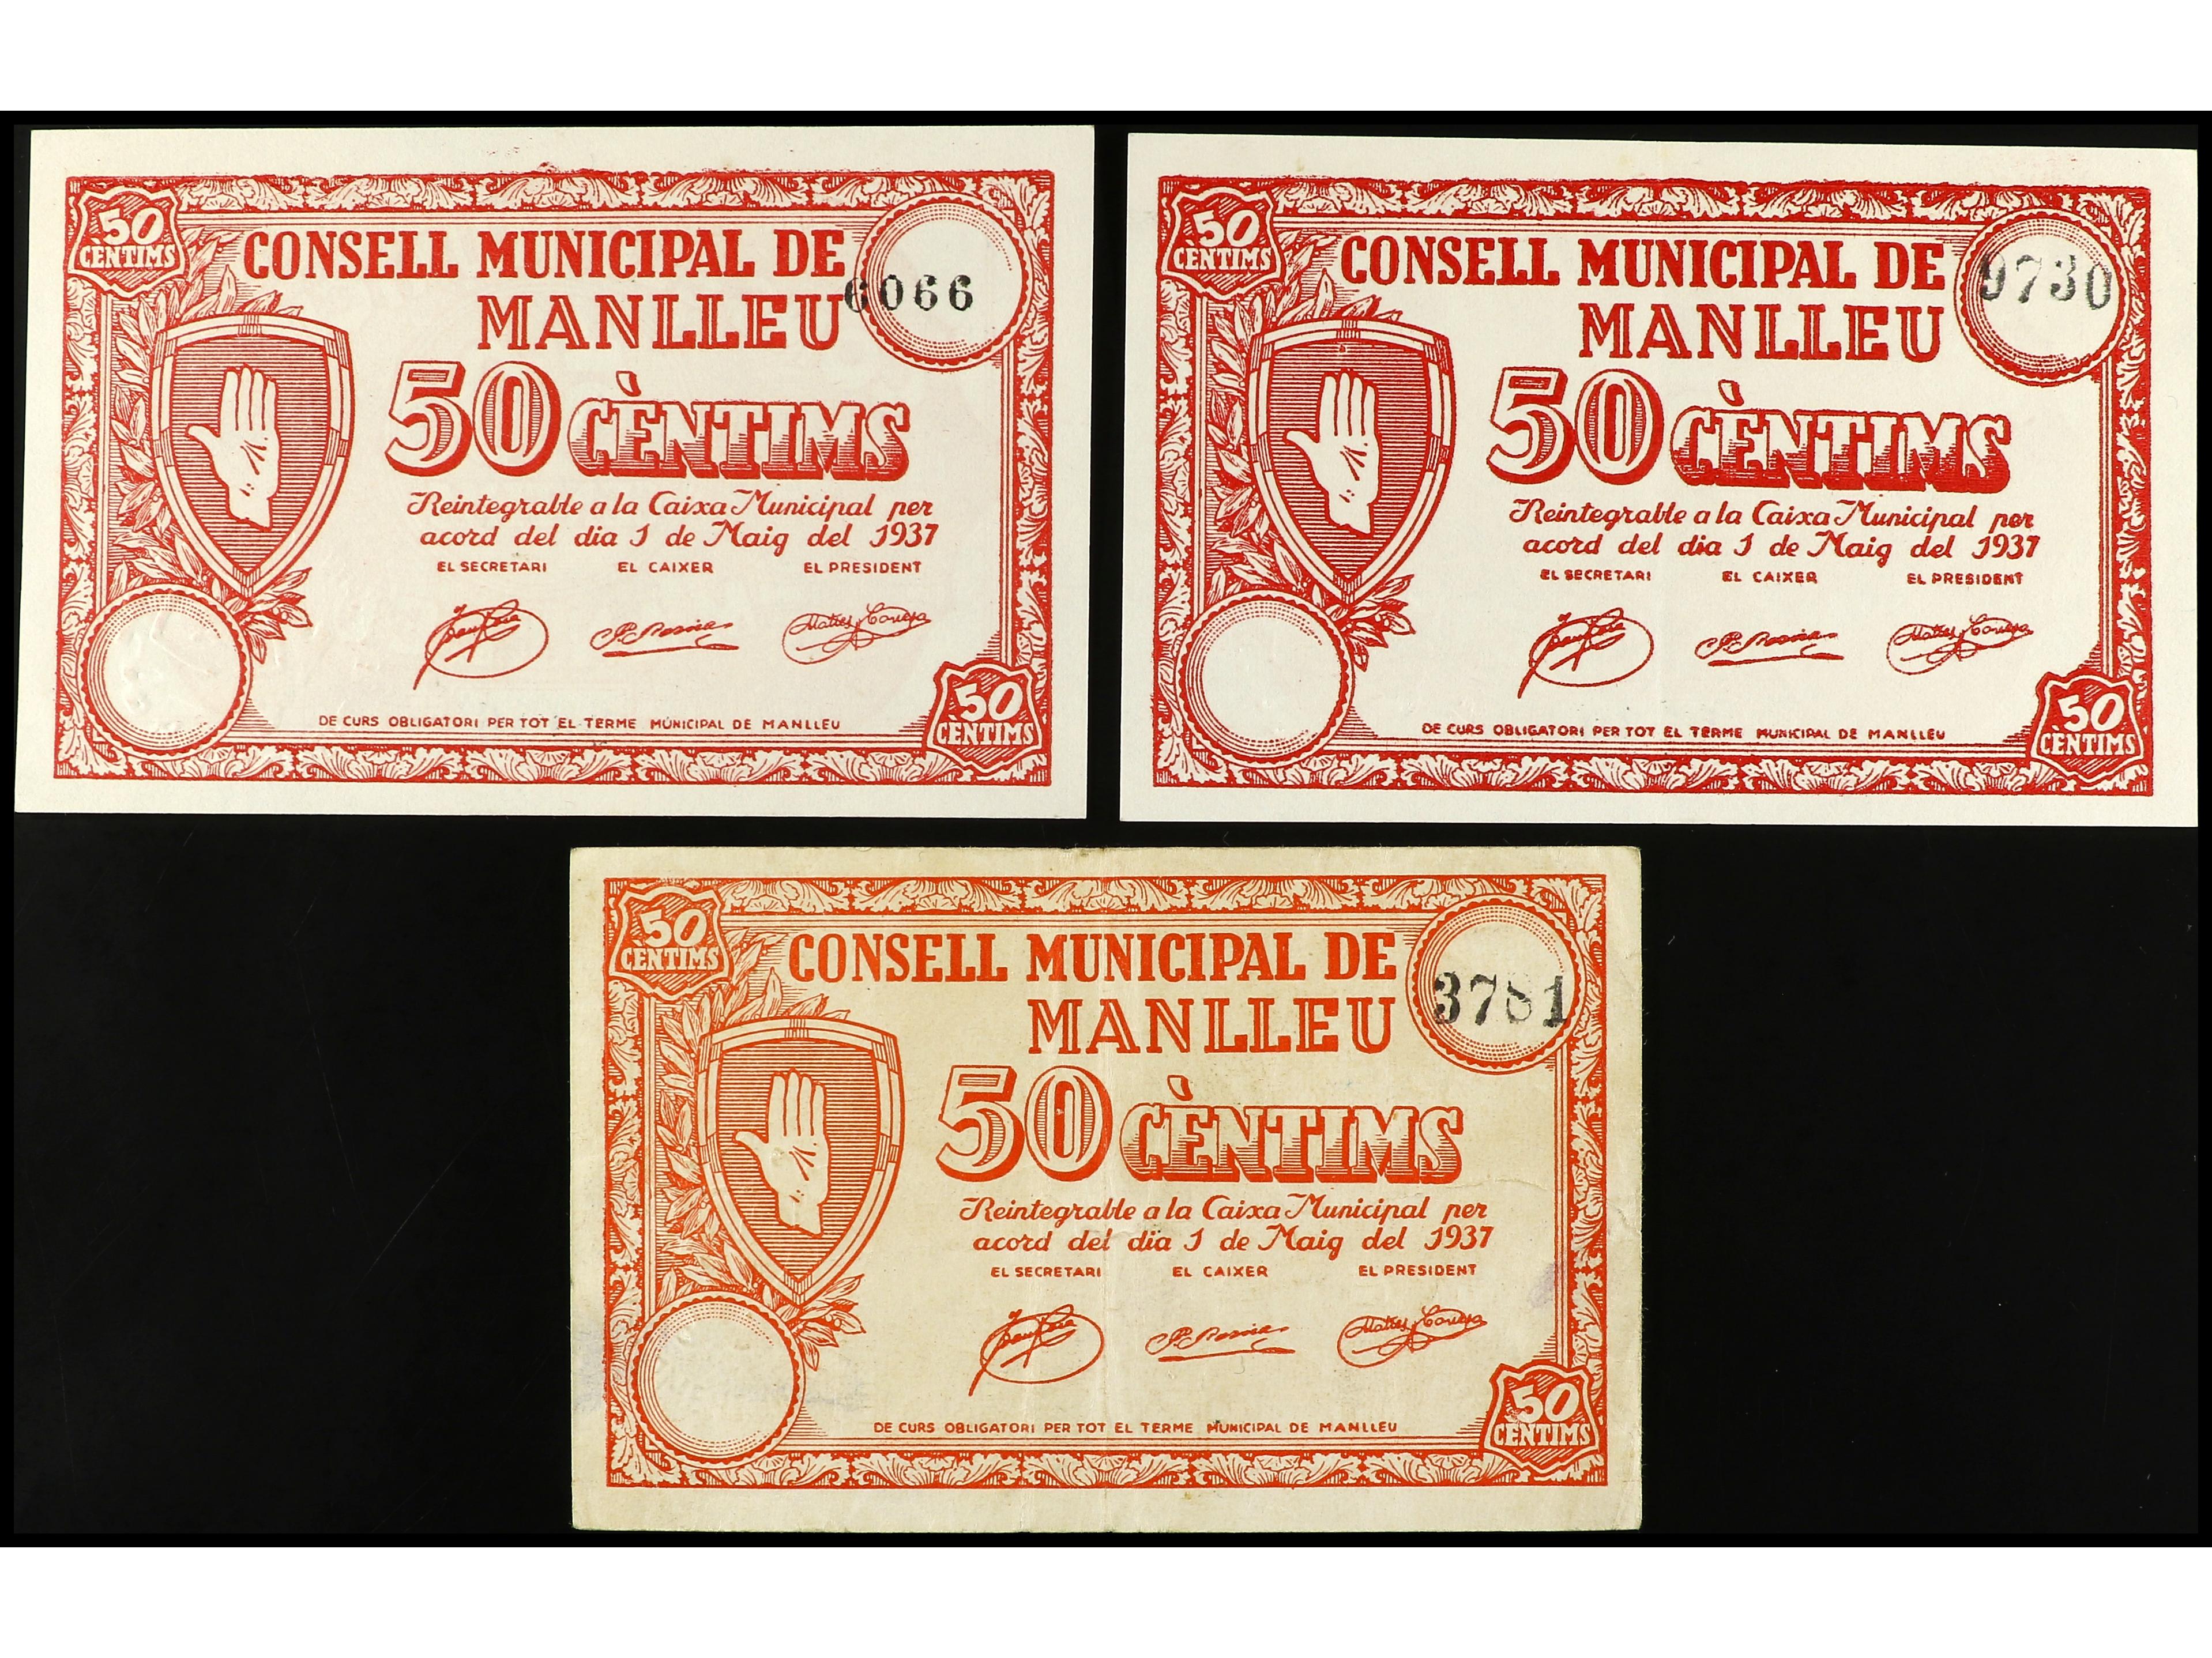 50
CENTIMS
CONSELL MUNICIPAL DE
MANLLEU
6066
50 CÈNTIMS
Reintegrable a la Caixa Municipal per
acord del dia 1 de Maig del 1937
EL SECRETARI EL CAIXER EL PRESIDENT
DE CURS OBLIGATORI PER TOT EL TERME MUNICIPAL DE MANLLEU
50
CENTIMS
50
CENTIMS
CONSELL MUNICIPAL DE
MANLLEU
9730
50 CÈNTIMS
Reintegrable a la Caixa Municipal per
acord del dia 1 de Maig del 1937
EL SECRETARI EL CAIXER EL PRESIDENT
DE CURS OBLIGATORI PER TOT EL TERME MUNICIPAL DE MANLLEU
50
CENTIMS
50
CENTIMS
CONSELL MUNICIPAL DE
MANLLEU
3781
50 CÈNTIMS
Reintegrable a la Caixa Municipal per
acord del dia 1 de Maig del 1937
EL SECRETARI EL CAIXER EL PRESIDENT
DE CURS OBLIGATORI PER TOT EL TERME MUNICIPAL DE MANLLEU
50
CENTIMS